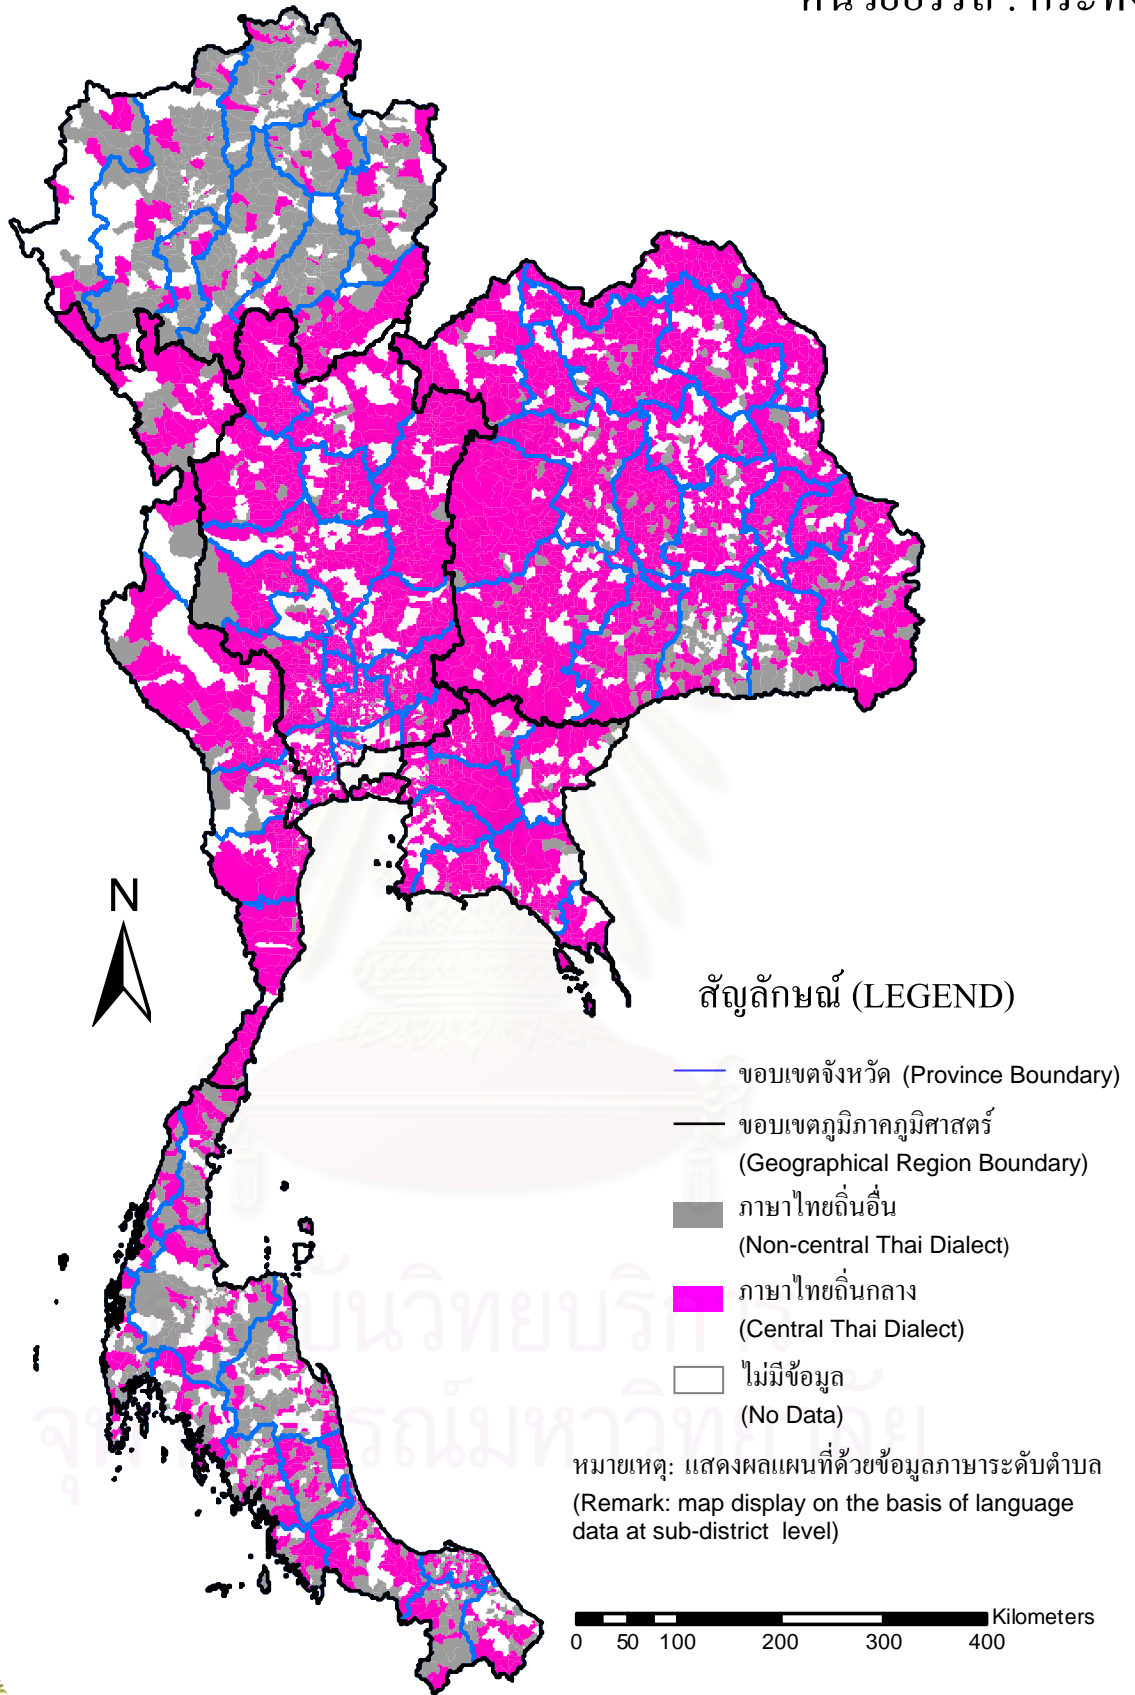 N
สัญลักษณ์ (LEGEND)
ขอบเขตจังหวัด (Province Boundary)
ขอบเขตภูมิภาคภูมิศาสตร์
(Geographical Region Boundary)
ภาษาไทยถิ่นอื่น
(Non-central Thai Dialect)
ภาษาไทยถิ่นกลาง
(Central Thai Dialect)
ไม่มีข้อมูล
(No Data)
หมายเหตุ: แสดงผลแผนที่ด้วยข้อมูลภาษาระดับตำบล
(Remark: map display on the basis of language
data at sub-district level)
Kilometers
0 50 100 200 300 400